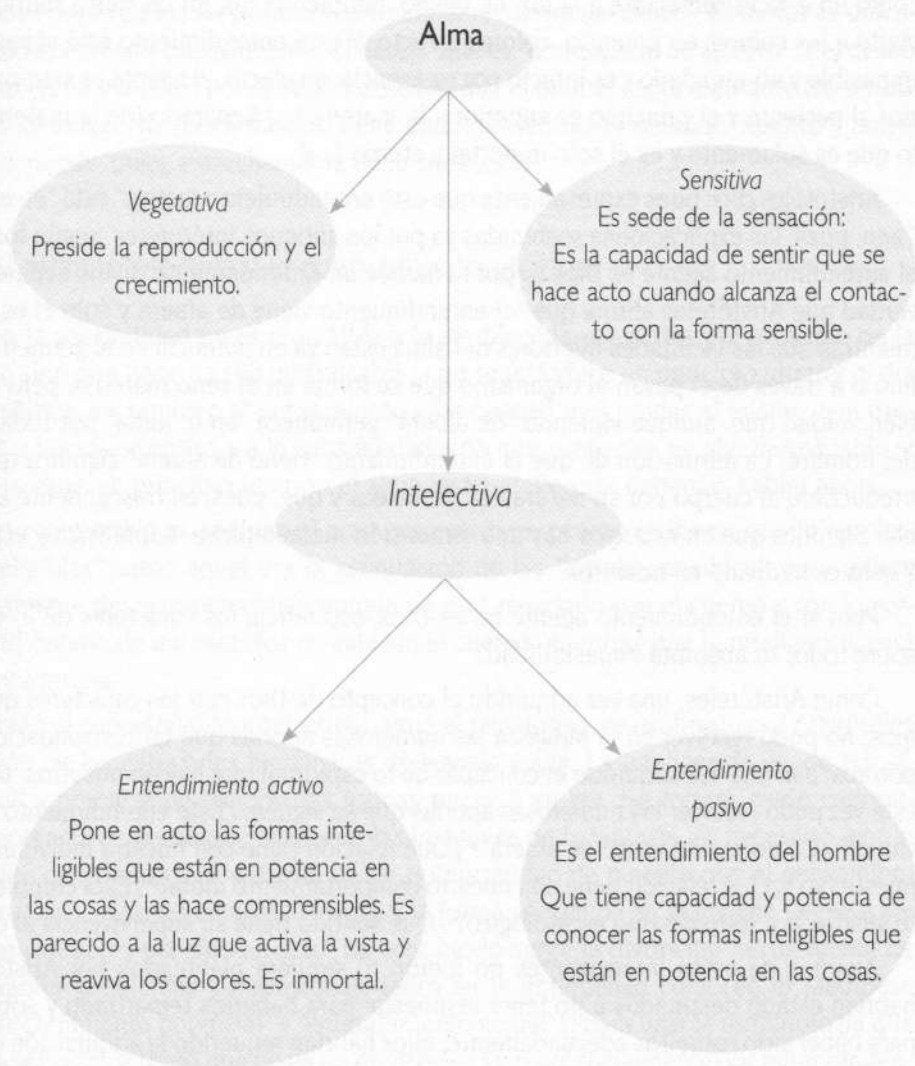 Alma
Vegetativa
Preside la reproducción y el
crecimiento.
Sensitiva
Es sede de la sensación:
Es la capacidad de sentir que se
hace acto cuando alcanza el contac-
to con la forma sensible.
Intelectiva
Entendimiento activo
Pone en acto las formas inte-
ligibles que están en potencia en
las cosas y las hace comprensibles. Es
parecido a la luz que activa la vista y
reaviva los colores. Es inmortal.
Entendimiento
pasivo
Es el entendimiento del hombre
Que tiene capacidad y potencia de
conocer las formas inteligibles que
están en potencia en las cosas.